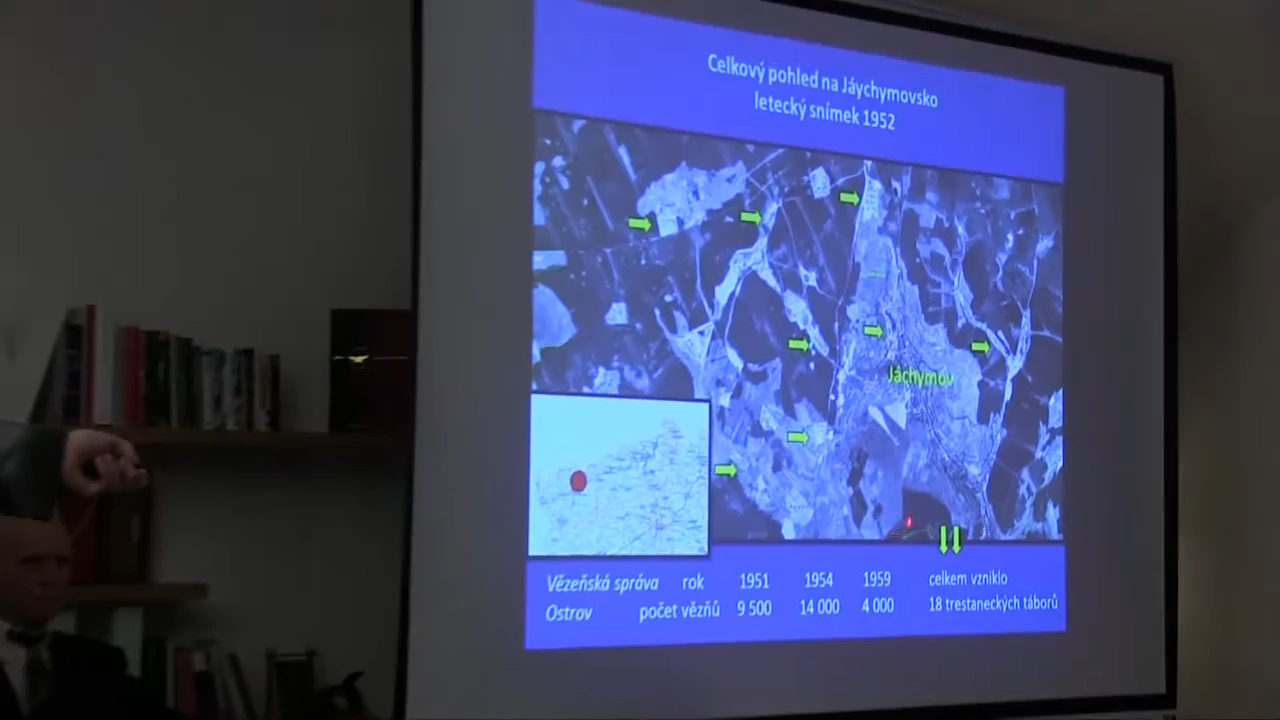 Celkový pohled na Jáychymovsko
letecký snímek 1952
Jáchymov
Vězeňská správa rok 1951 1954 1959 celkem vzniklo
Ostrov počet vězňů 9 500 14 000 4 000 18 trestaneckých táborů